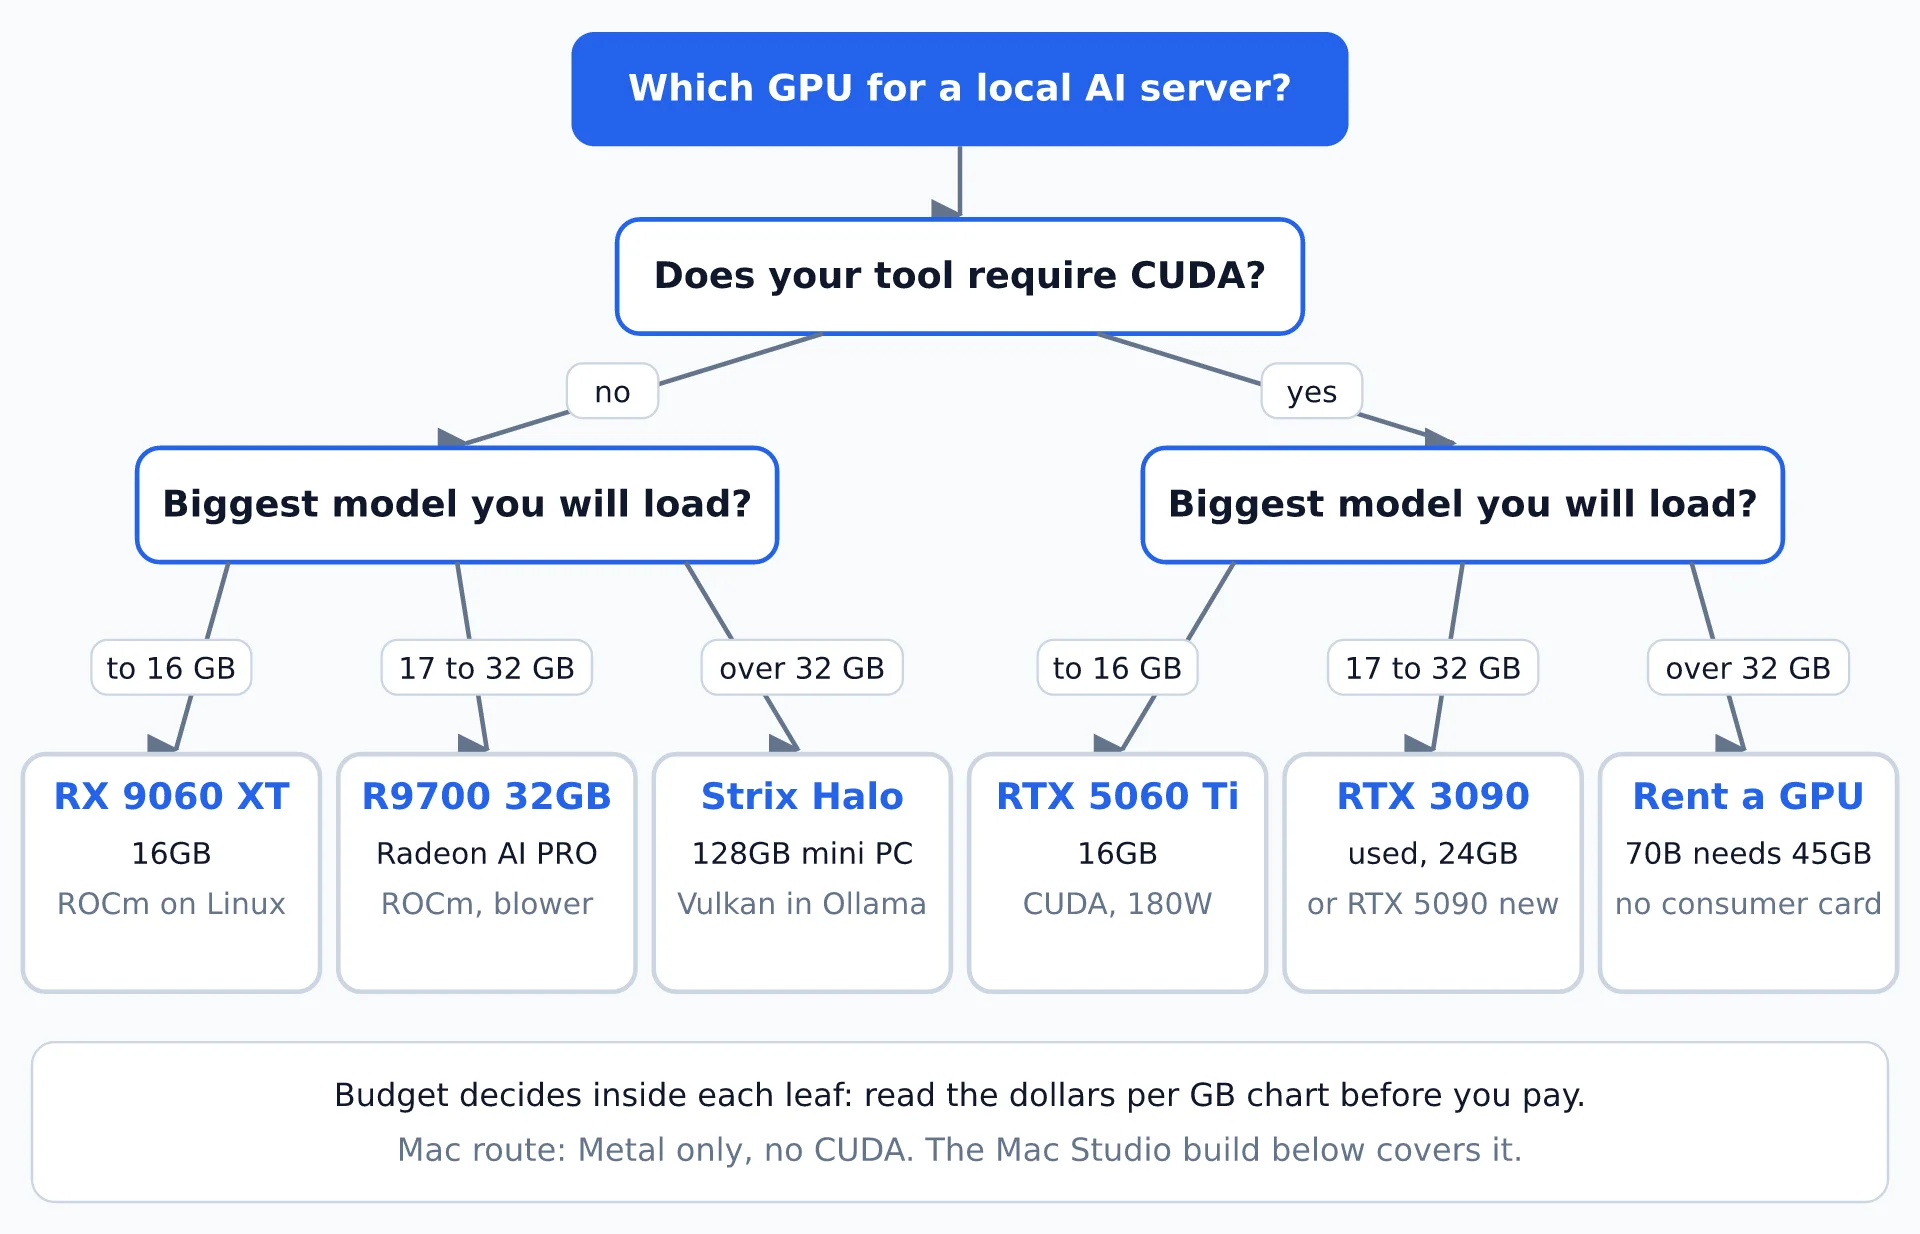 Which GPU for a local AI server?
Does your tool require CUDA?
no
yes
Biggest model you will load?
Biggest model you will load?
to 16 GB
17 to 32 GB
over 32 GB
to 16 GB
17 to 32 GB
over 32 GB
RX 9060 XT
16GB
ROCm on Linux
R9700 32GB
Radeon AI PRO
ROCm, blower
Strix Halo
128GB mini PC
Vulkan in Ollama
RTX 5060 Ti
16GB
CUDA, 180W
RTX 3090
used, 24GB
or RTX 5090 new
Rent a GPU
70B needs 45GB
no consumer card
Budget decides inside each leaf: read the dollars per GB chart before you pay.
Mac route: Metal only, no CUDA. The Mac Studio build below covers it.